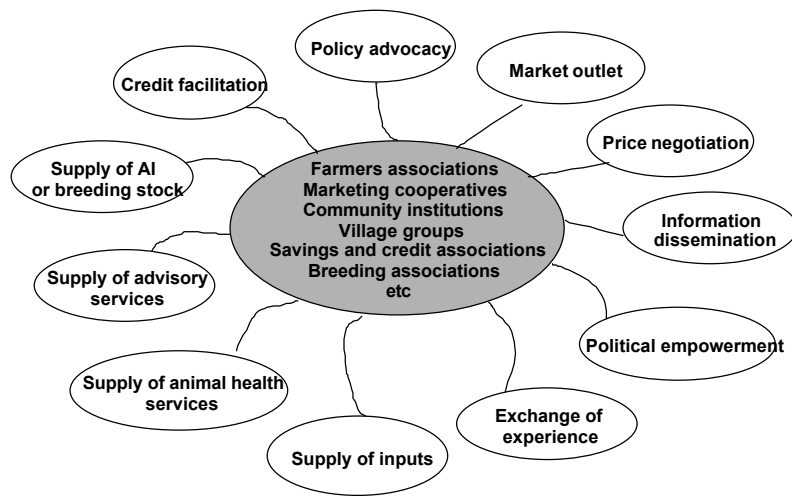 Policy advocacy
Market outlet
Credit facilitation
Price negotiation
Supply of AI
or breeding stock
Farmers associations
Marketing cooperatives
Community institutions
Village groups
Savings and credit associations
Breeding associations
etc
Information
dissemination
Supply of advisory
services
Political empowerment
Supply of animal health
services
Exchange of
experience
Supply of inputs